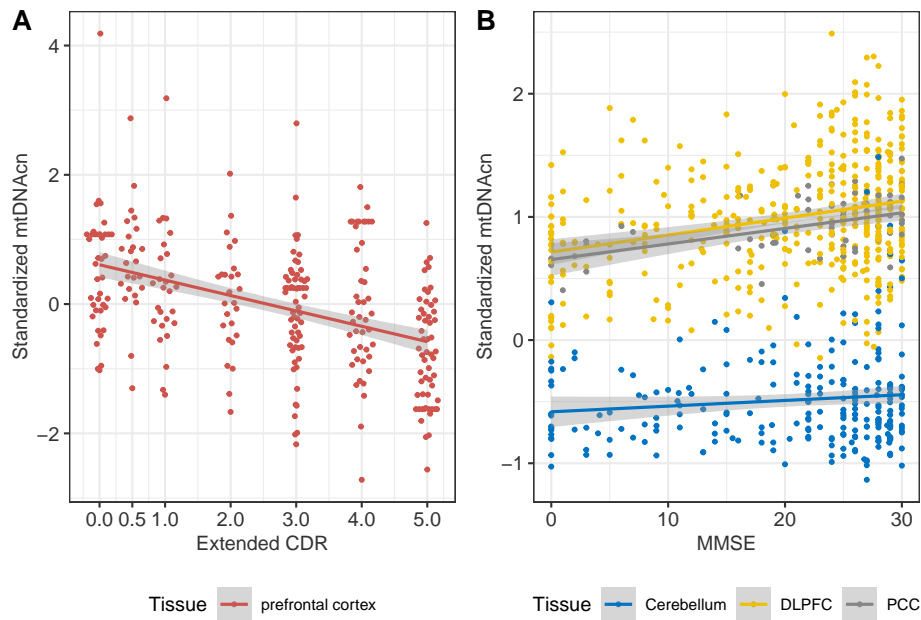 A
Standardized mtDNAcn
4
2
0
−2
0.0 0.5 1.0 2.0 3.0 4.0 5.0
Extended CDR
Tissue prefrontal cortex
B
Standardized mtDNAcn
2
1
0
−1
0 10 20 30
MMSE
Tissue Cerebellum DLPFC PCC